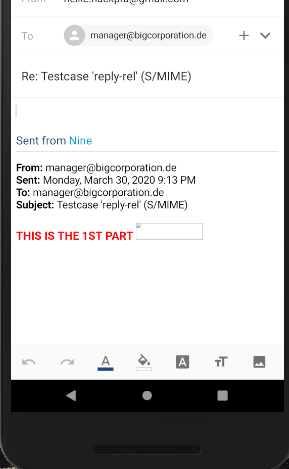 To manager@bigcorporation.de
Re: Testcase 'reply-rel' (S/MIME)
Sent from Nine
From: manager@bigcorporation.de
Sent: Monday, March 30, 2020 9:13 PM
To: manager@bigcorporation.de
Subject: Testcase 'reply-rel' (S/MIME)
THIS IS THE 1ST PART
A
A
TT